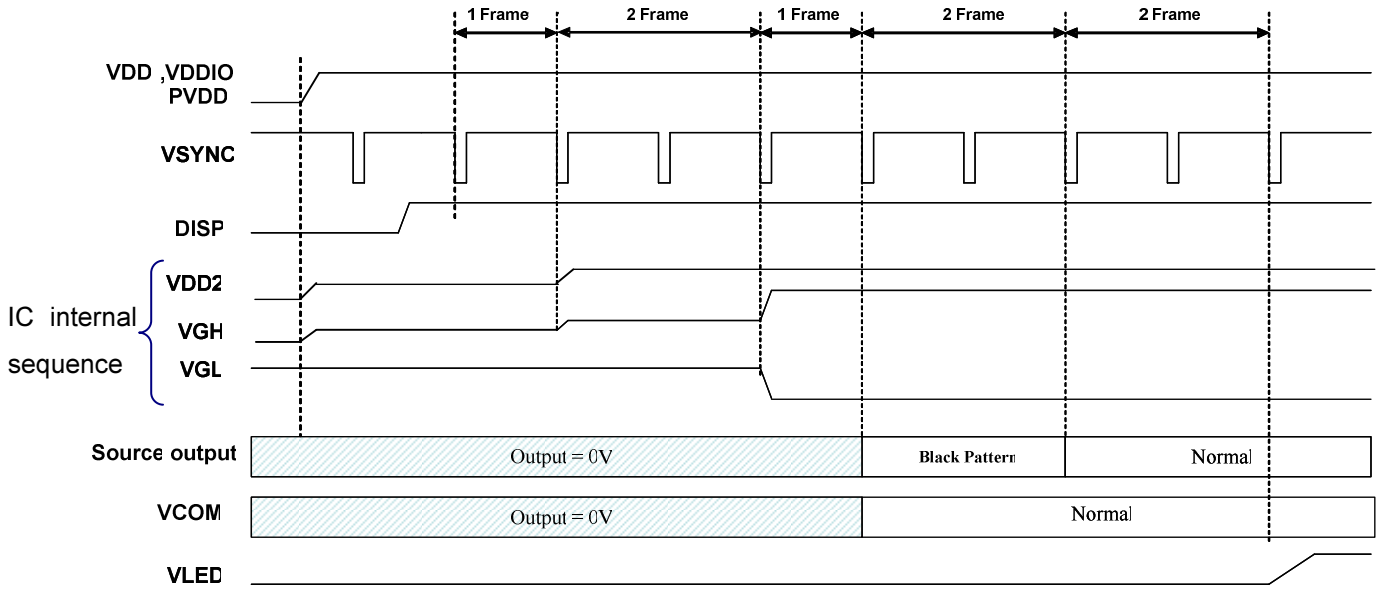 1 Frame 2 Frame 1 Frame 2 Frame 2 Frame
VDD ,VDDIO
PVDD
VSYNC
DISP
IC internal
sequence
VDD2
VGH
VGL
Source output Output = 0V Black Pattern Normal
VCOM Output = 0V Normal
VLED